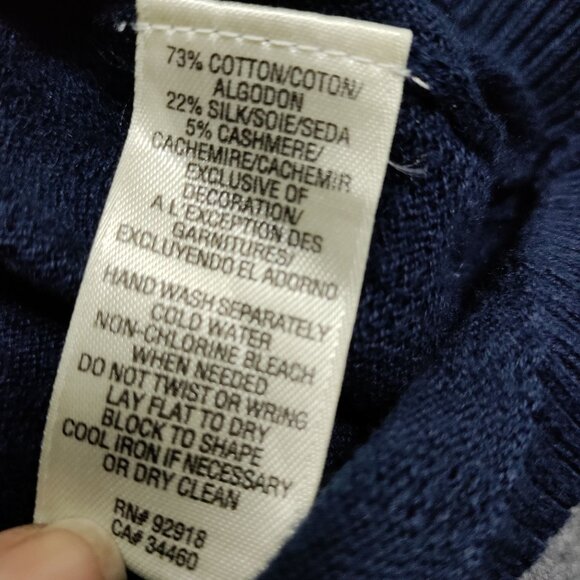 73% COTTON/COTON/
ALGODON
22% SILK/SOIE/SEDA
5% CASHMERE/
CACHEMIRE/CACHEMIR
EXCLUSIVE OF
DECORATION/
A L'EXCEPTION DES
GARNITURES/
EXCLUYENDO EL ADORNO
HAND WASH SEPARATELY
COLD WATER
NON-CHLORINE BLEACH
WHEN NEEDED
DO NOT TWIST OR WRING
LAY FLAT TO DRY
BLOCK TO SHAPE
COOL IRON IF NECESSARY
OR DRY CLEAN
RN# 92918
CA# 34460